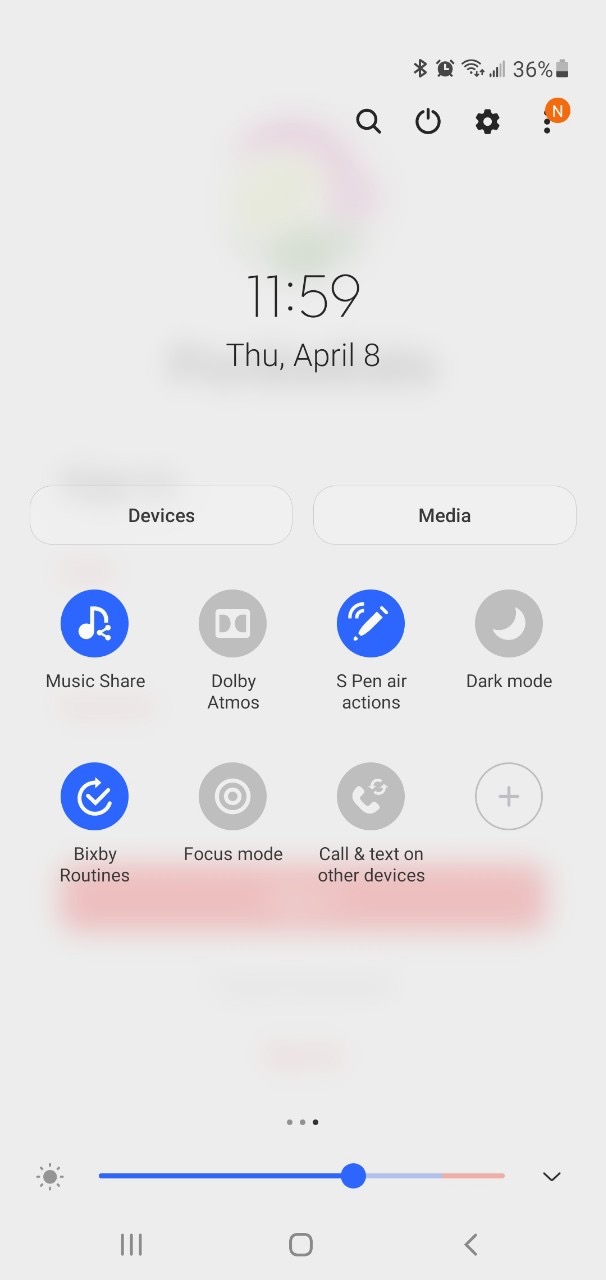 36%
N
11:59
Thu, April 8
Devices
Media
Music Share
Dolby
Atmos
S Pen air
actions
Dark mode
Bixby
Routines
Focus mode
Call & text on
other devices